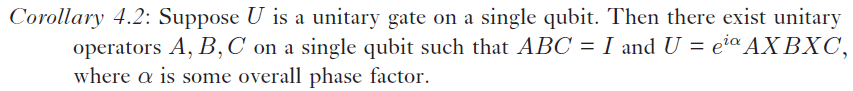 Corollary 4.2: Suppose U is a unitary gate on a single qubit. Then there exist unitary
operators A, B, C on a single qubit such that ABC = I and U = e^{iα}AXBXC,
where α is some overall phase factor.